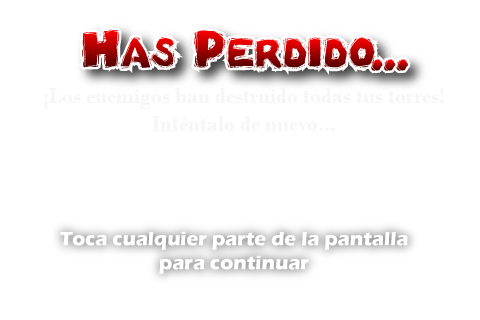 Has Perdido...
¡Los enemigos han destruido todas tus torres!
Inténtalo de nuevo...
Toca cualquier parte de la pantalla
para continuar